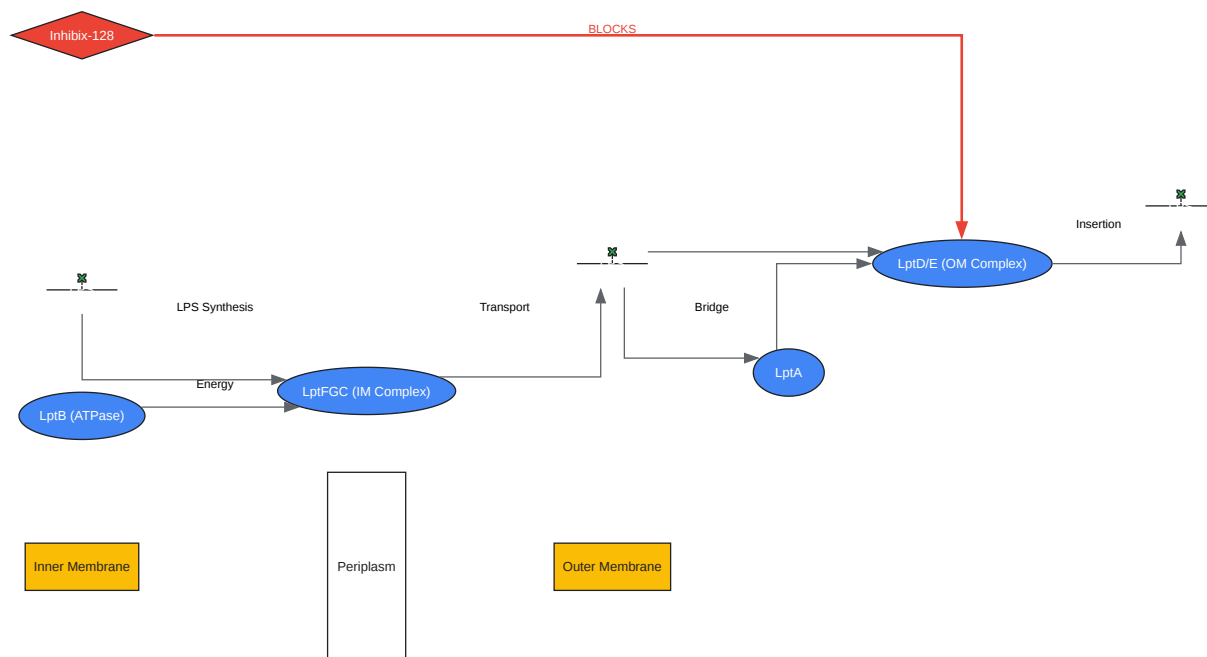 Inhibix-128
BLOCKS
Insertion
LptD/E (OM Complex)
LPS Synthesis
Transport
Bridge
LptA
Energy
LptFGC (IM Complex)
LptB (ATPase)
Inner Membrane
Periplasm
Outer Membrane